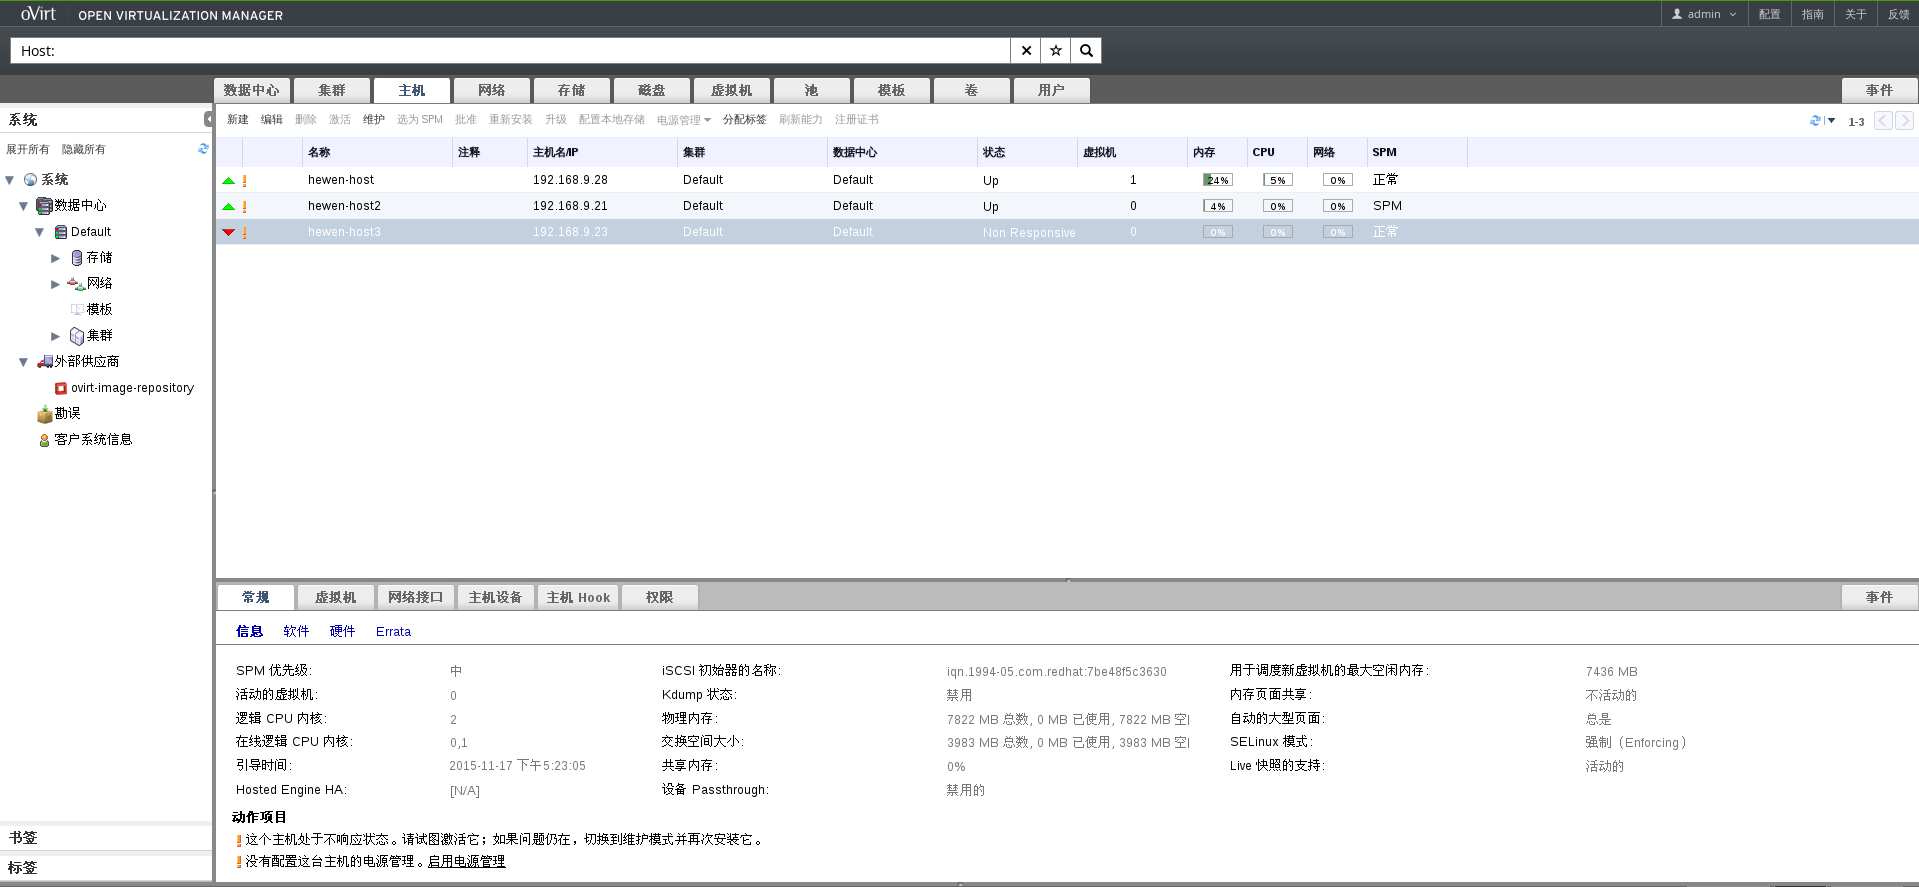 oVirt OPEN VIRTUALIZATION MANAGER admin 配置 指南 关于 反馈
Host:
数据中心 集群 主机 网络 存储 磁盘 虚拟机 池 模板 卷 用户 事件
系统
新建 编辑 删除 激活 维护 选为 SPM 批准 重新安装 升级 配置本地存储 电源管理 分配标签 刷新能力 注册证书 1-3
展开所有 隐藏所有
名称 注释 主机名/IP 集群 数据中心 状态 虚拟机 内存 CPU 网络 SPM
hewen-host 192.168.9.28 Default Default Up 1 24% 5% 0% 正常
hewen-host2 192.168.9.21 Default Default Up 0 4% 0% 0% SPM
hewen-host3 192.168.9.23 Default Default Non Responsive 0 0% 0% 0% 正常
系统
数据中心
Default
存储
网络
模板
集群
外部供应商
ovirt-image-repository
勘误
客户系统信息
书签
标签
常规 虚拟机 网络接口 主机设备 主机 Hook 权限 事件
信息 软件 硬件 Errata
SPM 优先级: 中 iSCSI 初始器的名称: iqn.1994-05.com.redhat:7be48f5c3630 用于调度新虚拟机的最大空闲内存: 7436 MB
活动的虚拟机: 0 Kdump 状态: 禁用 内存页面共享: 不活动的
逻辑 CPU 内核: 2 物理内存: 7822 MB 总数, 0 MB 已使用, 7822 MB 空 自动的大型页面: 总是
在线逻辑 CPU 内核: 0,1 交换空间大小: 3983 MB 总数, 0 MB 已使用, 3983 MB 空 SELinux 模式: 强制（Enforcing）
引导时间: 2015-11-17 下午5:23:05 共享内存: 0% Live 快照的支持: 活动的
Hosted Engine HA: [N/A] 设备 Passthrough: 禁用的
动作项目
这个主机处于不响应状态。请试图激活它；如果问题仍在，切换到维护模式并再次安装它。
没有配置这台主机的电源管理。启用电源管理